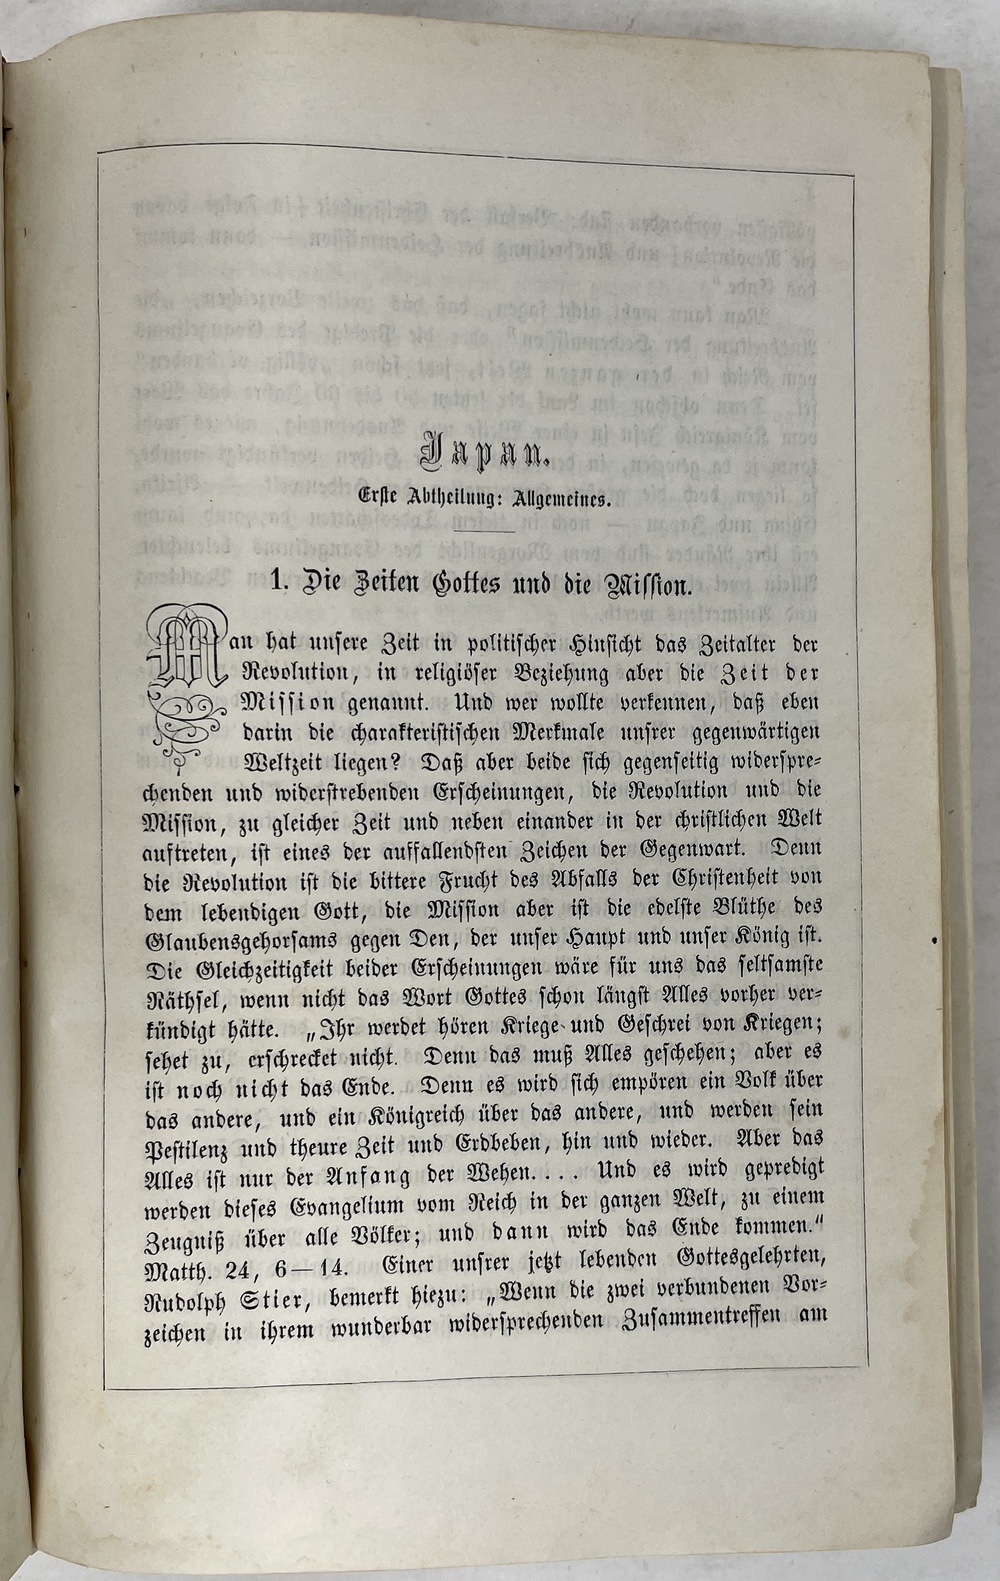 Japan.
Erste Abtheilung: Allgemeines.
1. Die Zeiten Gottes und die Mission.
Man hat unsere Zeit in politischer Hinsicht das Zeitalter der
Revolution, in religiöser Beziehung aber die Zeit der
Mission genannt. Und wer wollte verkennen, daß eben
darin die charakteristischen Merkmale unsrer gegenwärtigen
Weltzeit liegen? Daß aber beide sich gegenseitig widerspre-
chenden und widerstrebenden Erscheinungen, die Revolution und die
Mission, zu gleicher Zeit und neben einander in der christlichen Welt
auftreten, ist eines der auffallendsten Zeichen der Gegenwart. Denn
die Revolution ist die bittere Frucht des Abfalls der Christenheit von
dem lebendigen Gott, die Mission aber ist die edelste Blüthe des
Glaubensgehorsams gegen Den, der unser Haupt und unser König ist.
Die Gleichzeitigkeit beider Erscheinungen wäre für uns das seltsamste
Räthsel, wenn nicht das Wort Gottes schon längst Alles vorher ver-
kündigt hätte. „Ihr werdet hören Kriege und Geschrei von Kriegen;
sehet zu, erschrecket nicht. Denn das muß Alles geschehen; aber es
ist noch nicht das Ende. Denn es wird sich empören ein Volk über
das andere, und ein Königreich über das andere, und werden sein
Pestilenz und theure Zeit und Erdbeben, hin und wieder. Aber das
Alles ist nur der Anfang der Wehen.... Und es wird gepredigt
werden dieses Evangelium vom Reich in der ganzen Welt, zu einem
Zeugniß über alle Völker; und dann wird das Ende kommen.“
Matth. 24, 6—14. Einer unsrer jetzt lebenden Gottesgelehrten,
Rudolph Stier, bemerkt hiezu: „Wenn die zwei verbundenen Vor-
zeichen in ihrem wunderbar widersprechenden Zusammentreffen am